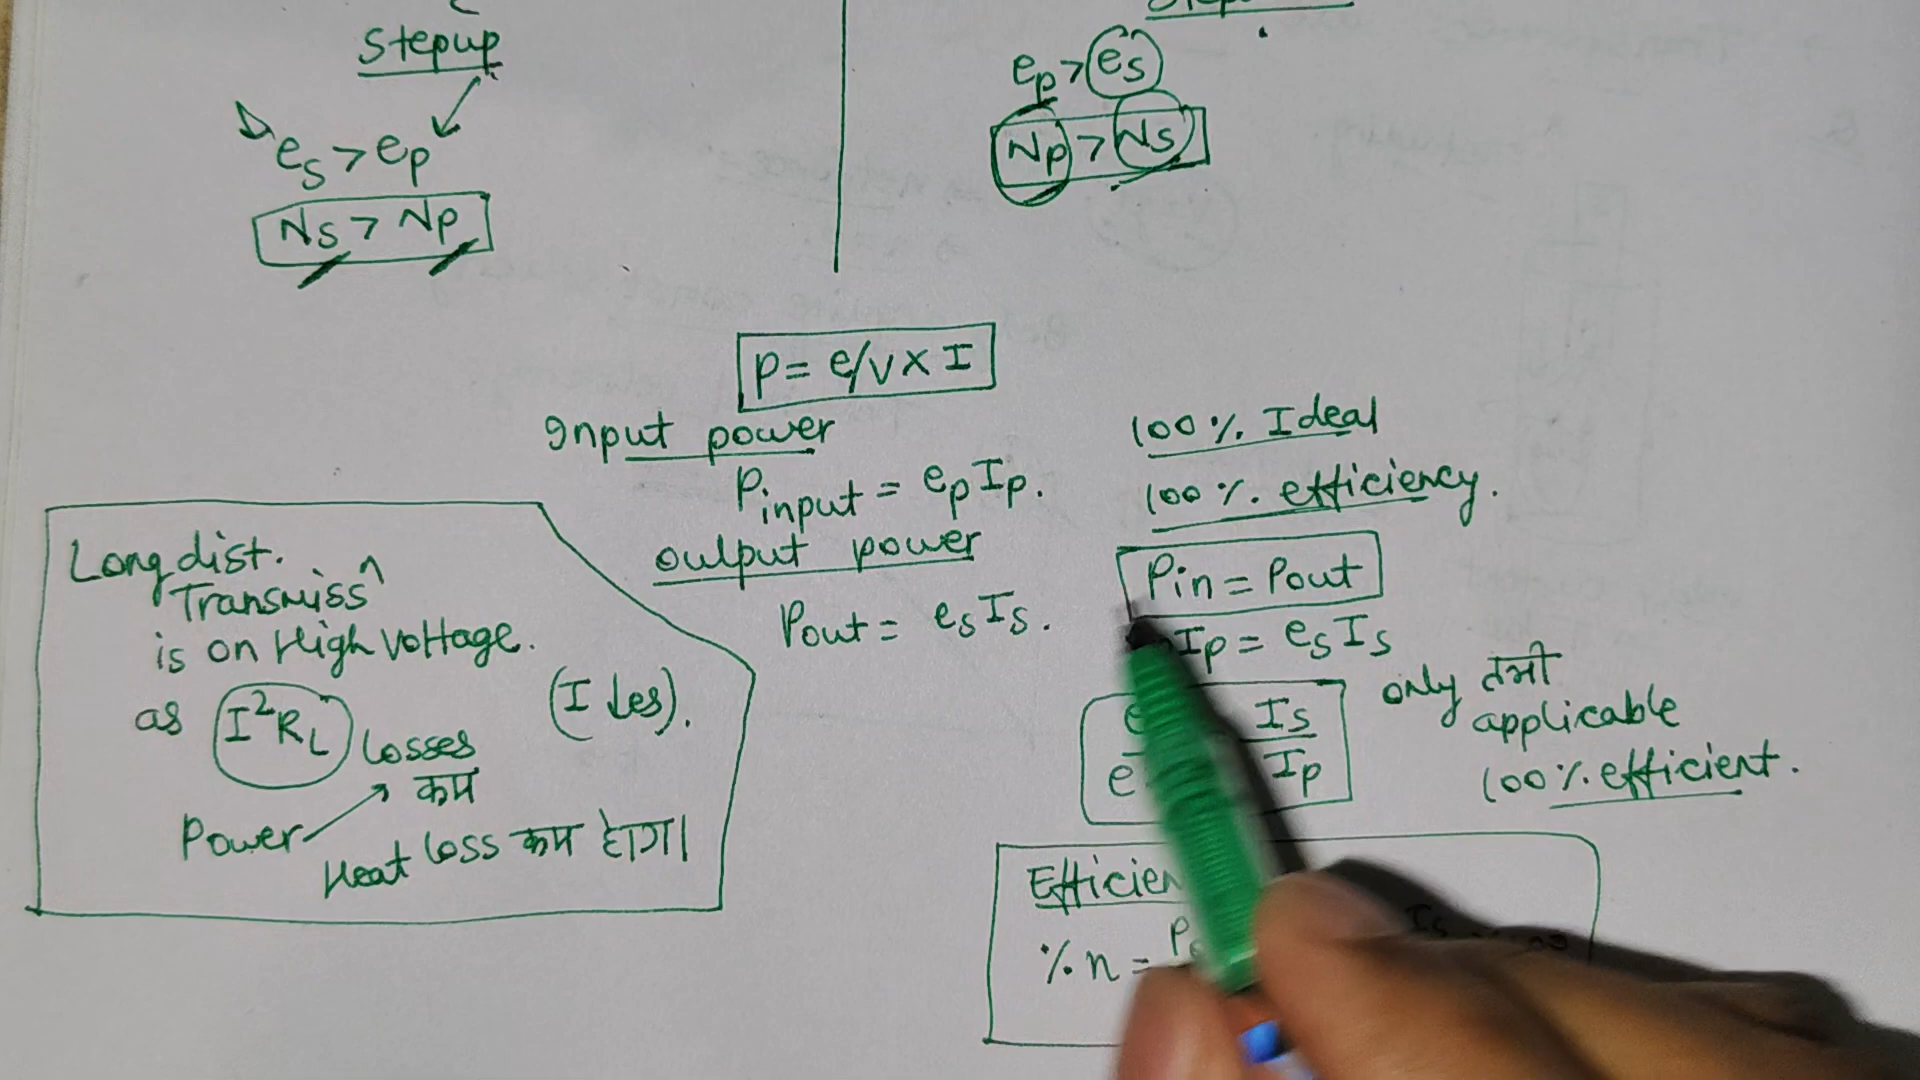 Stepup
es > ep
Ns > Np
ep > es
Np > Ns
P = e/V × I
Input power
Pinput = ep Ip.
output power
Pout = es Is.
100 % Ideal
100 % efficiency.
Pin = Pout
Ip = es Is
e Is
e Ip
only तभी
applicable
100 % efficient.
Long dist.
Transmiss^
is on High voltage.
as I²RL losses
कम
(I ↓es).
Power
Heat loss कम होगा।
% n = P
Is